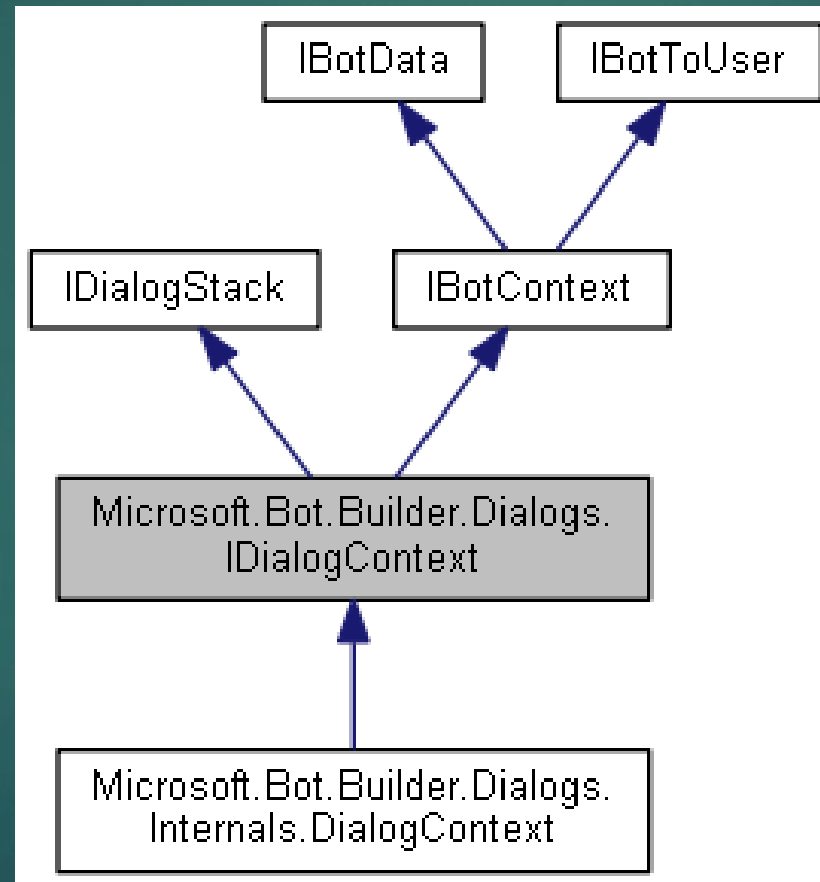 IBotData
IBotToUser
IDialogStack
IBotContext
Microsoft.Bot.Builder.Dialogs.
IDialogContext
Microsoft.Bot.Builder.Dialogs.
Internals.DialogContext